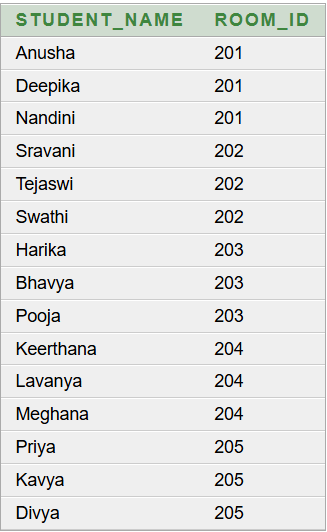 STUDENT_NAME ROOM_ID
Anusha 201
Deepika 201
Nandini 201
Sravani 202
Tejaswi 202
Swathi 202
Harika 203
Bhavya 203
Pooja 203
Keerthana 204
Lavanya 204
Meghana 204
Priya 205
Kavya 205
Divya 205